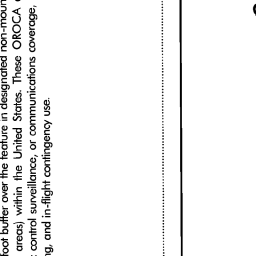 foot buffer over the feature in designated non-moun
areas) within the United States. These OROCA
control surveillance, or communications coverage,
ng, and in-flight contingency use.